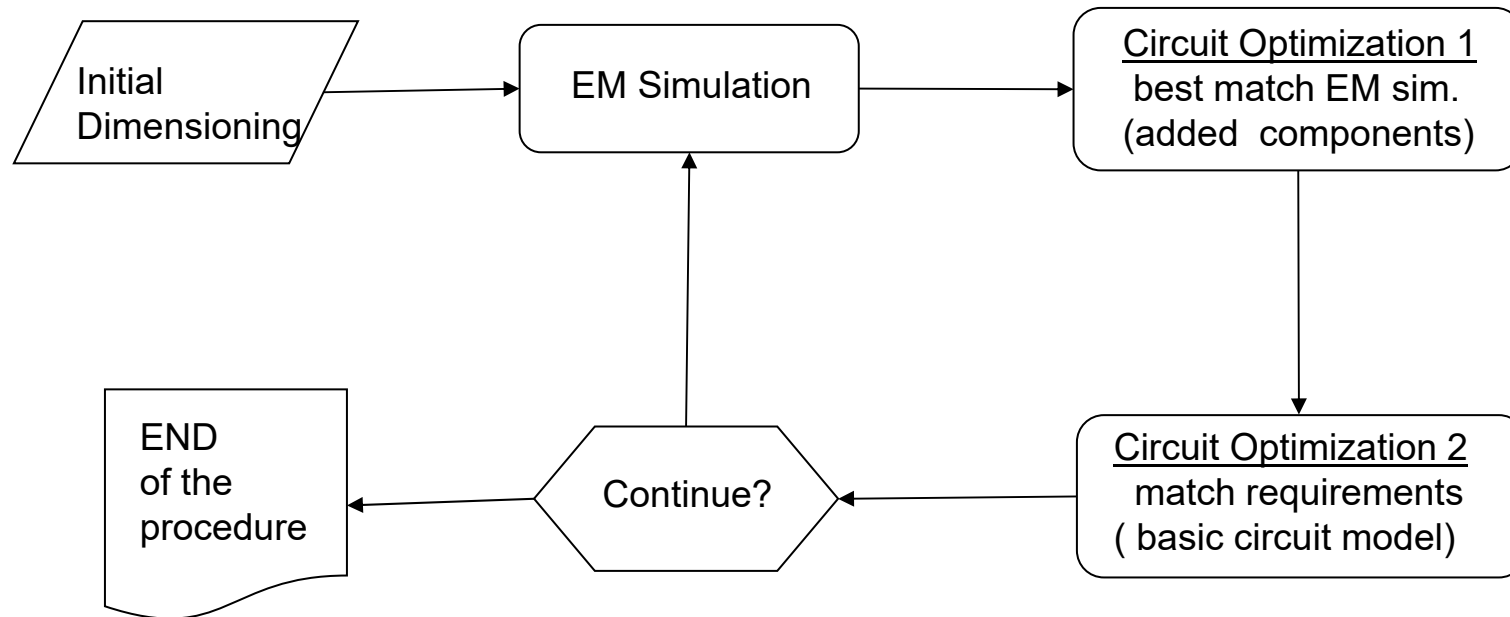 Initial
Dimensioning
EM Simulation
Circuit Optimization 1
best match EM sim.
(added components)
Circuit Optimization 2
match requirements
( basic circuit model)
Continue?
END
of the
procedure